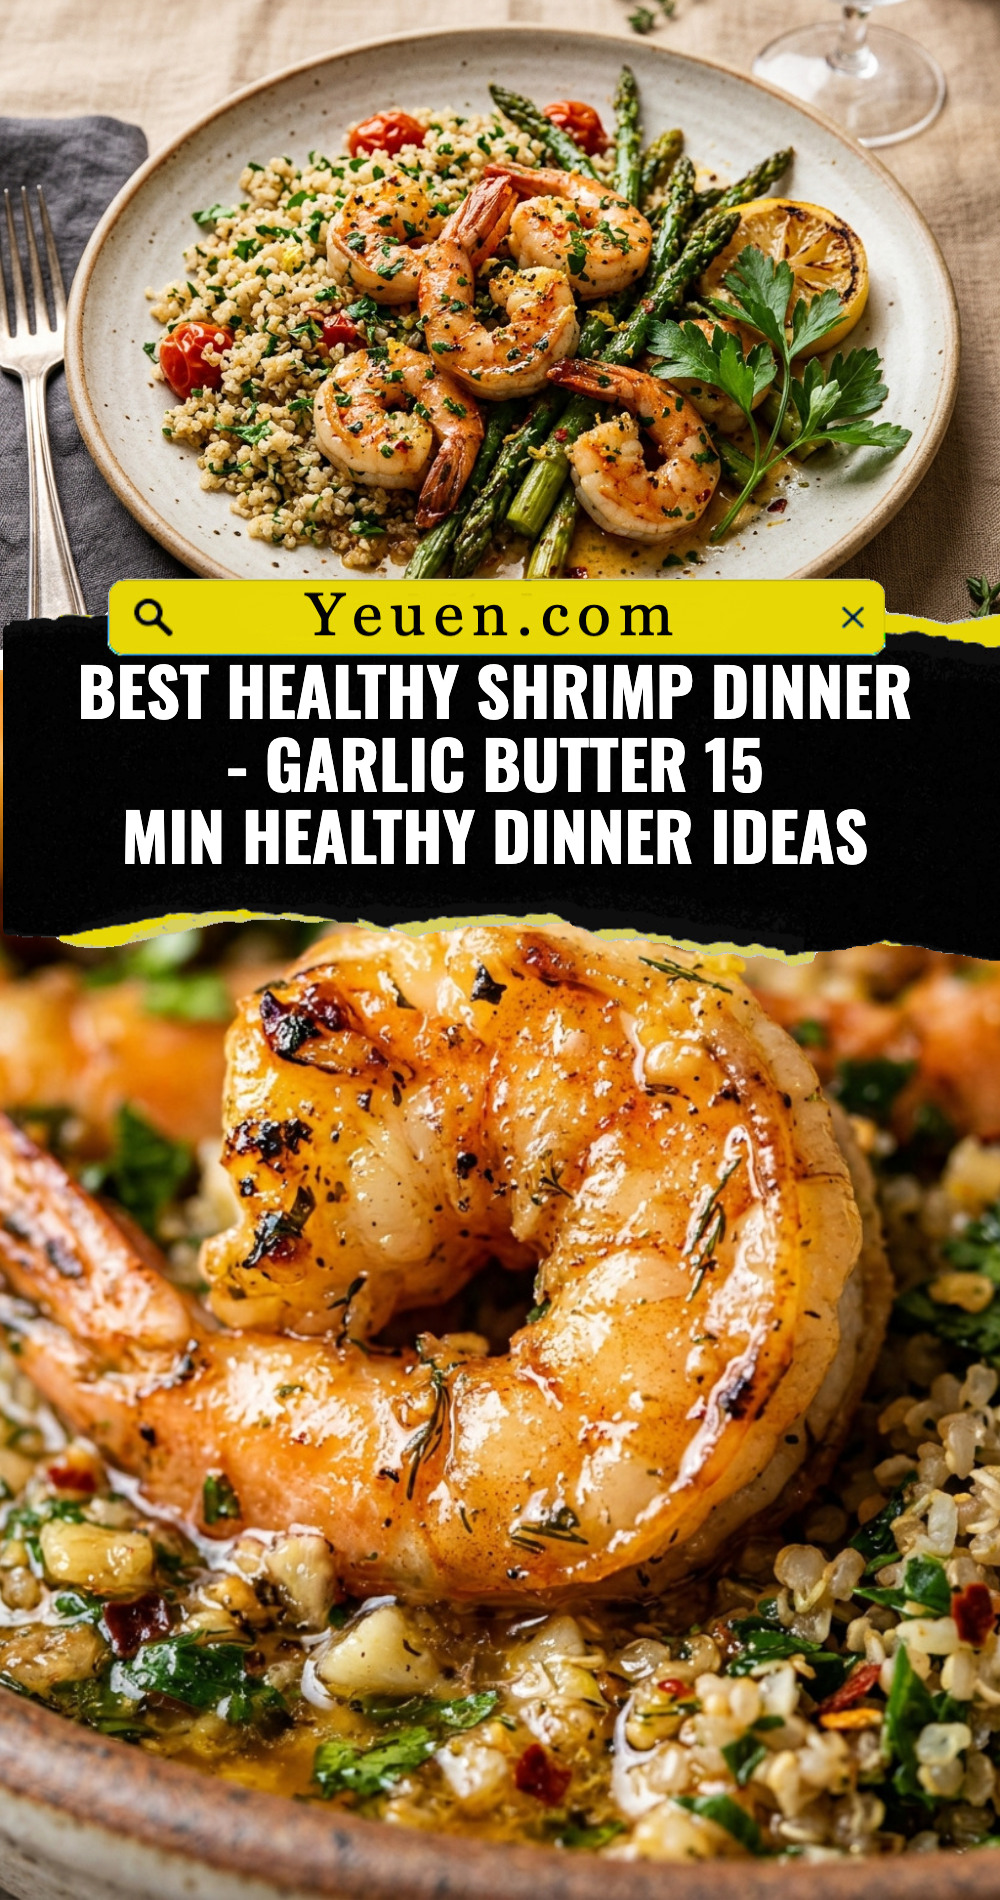 Yeuen.com
BEST HEALTHY SHRIMP DINNER
- GARLIC BUTTER 15
MIN HEALTHY DINNER IDEAS